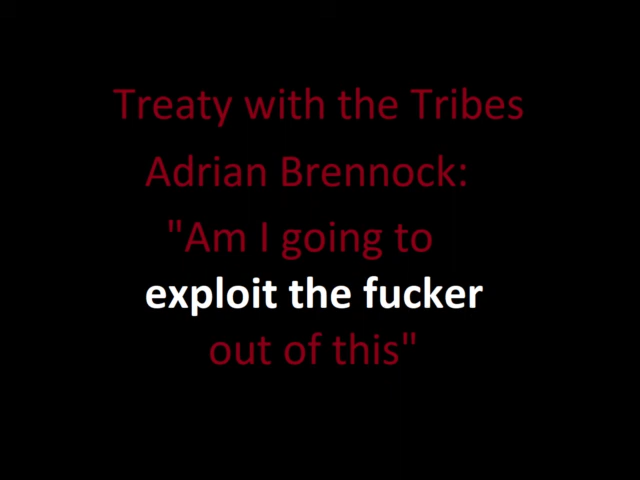 Treaty with the Tribes
Adrian Brennock:
"Am I going to
exploit the fucker
out of this"